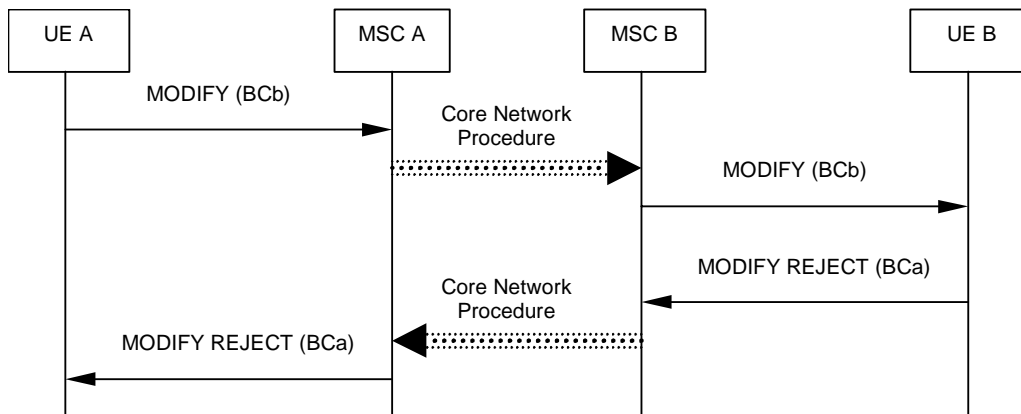 UE A
MSC A
MSC B
UE B
MODIFY (BCb)
Core Network
Procedure
MODIFY (BCb)
MODIFY REJECT (BCa)
Core Network
Procedure
MODIFY REJECT (BCa)